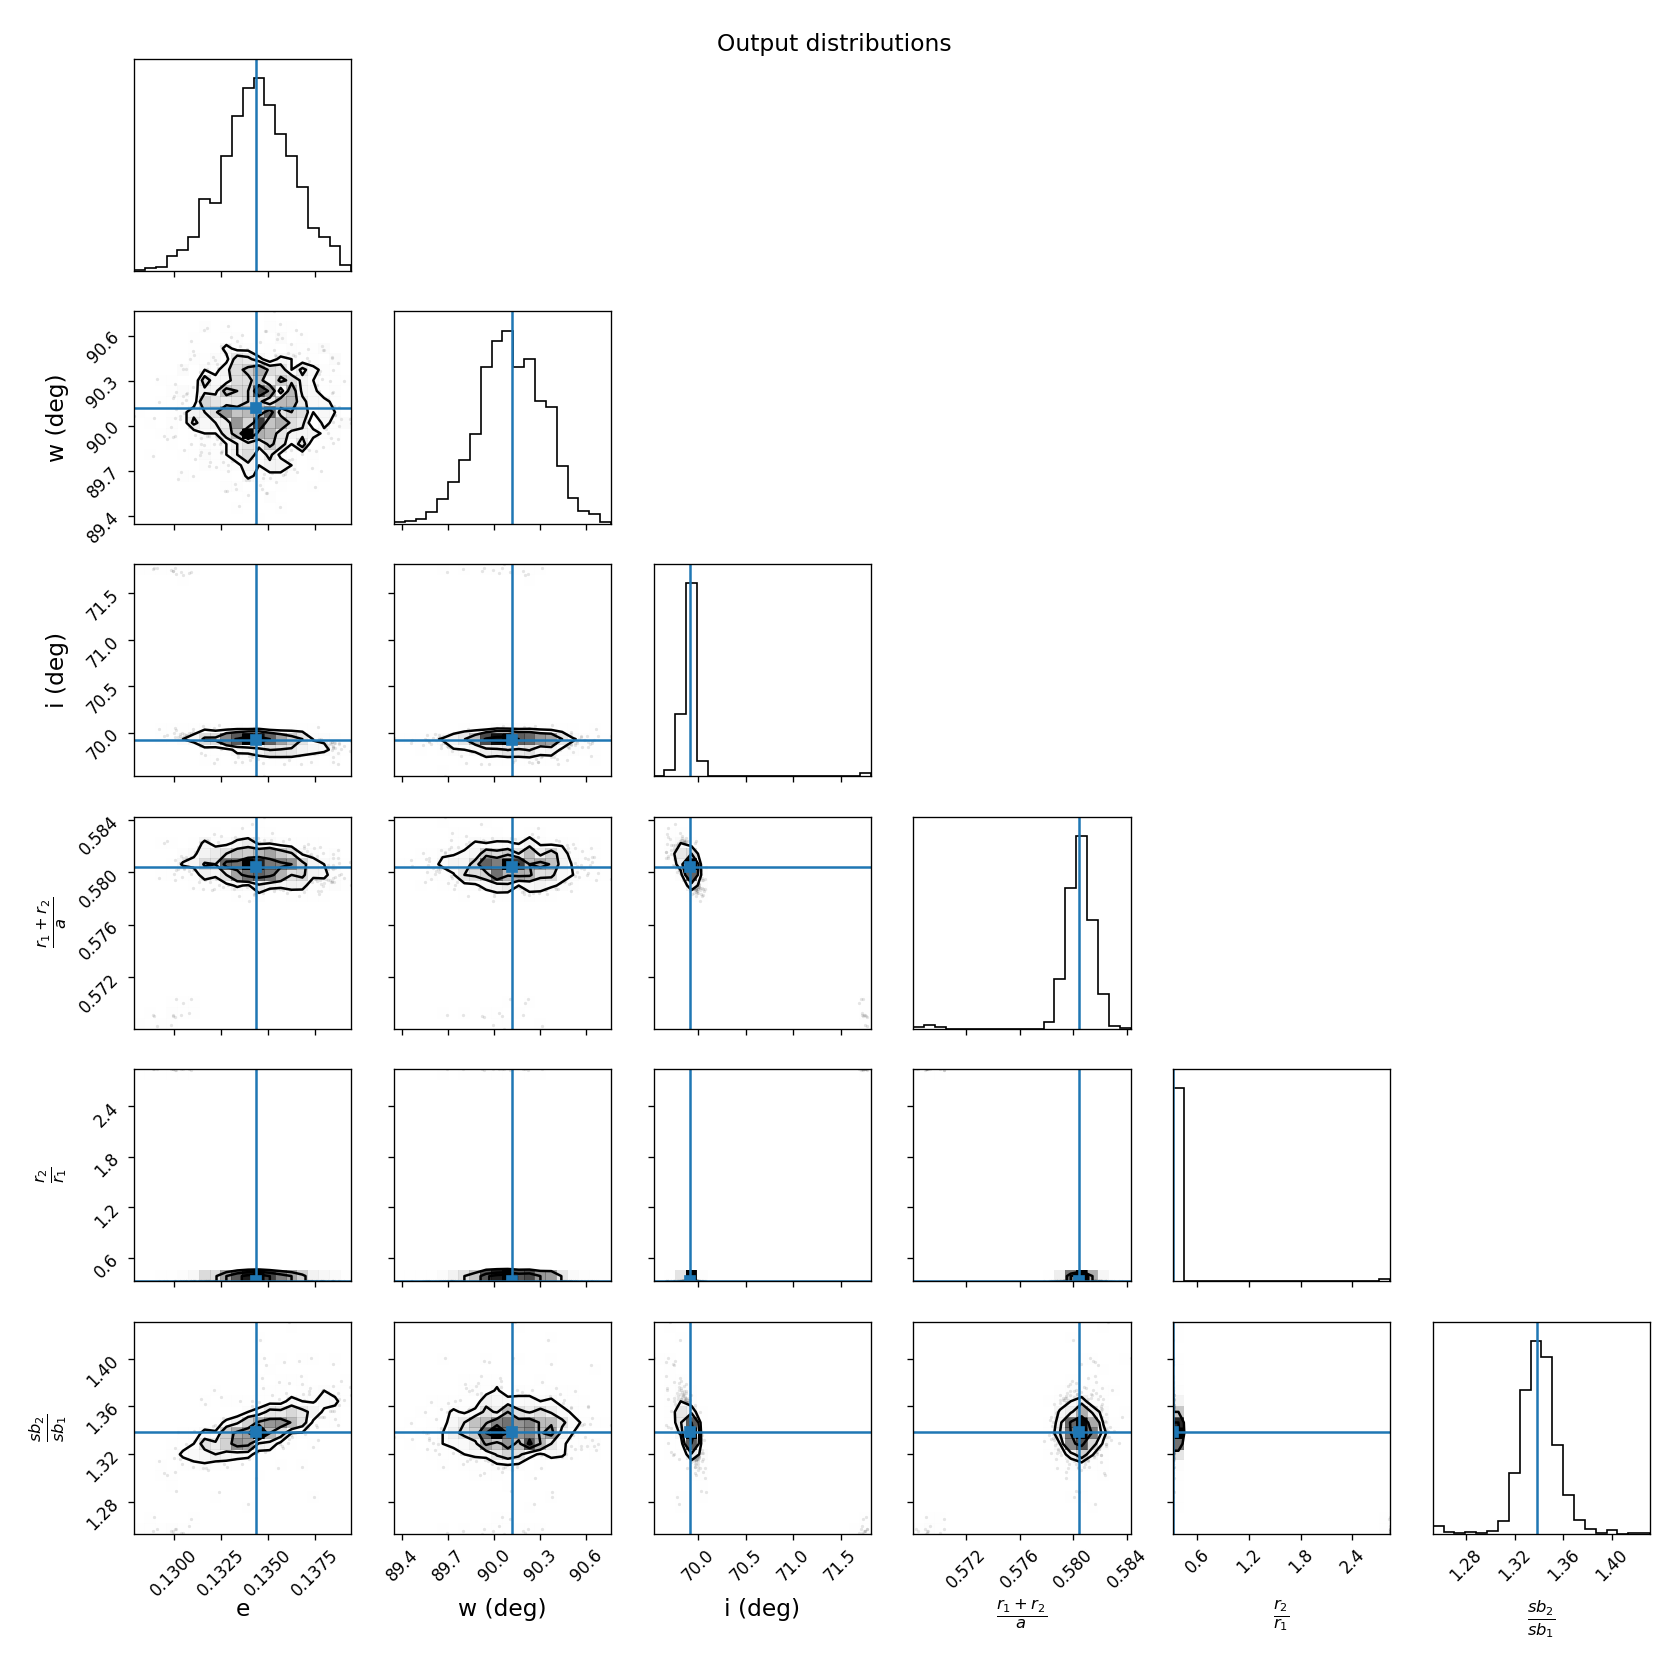 Output distributions
w (deg)
90.6
90.3
90.0
89.7
89.4
i (deg)
71.5
71.0
70.5
70.0
r₁ + r₂
a
0.584
0.580
0.576
0.572
r₂
r₁
2.4
1.8
1.2
0.6
sb₂
sb₁
1.40
1.36
1.32
1.28
0.1300 0.1325 0.1350 0.1375 89.4 89.7 90.0 90.3 90.6 70.0 70.5 71.0 71.5 0.572 0.576 0.580 0.584 0.6 1.2 1.8 2.4 1.28 1.32 1.36 1.40
e w (deg) i (deg) r₁ + r₂ r₂ sb₂
a r₁ sb₁